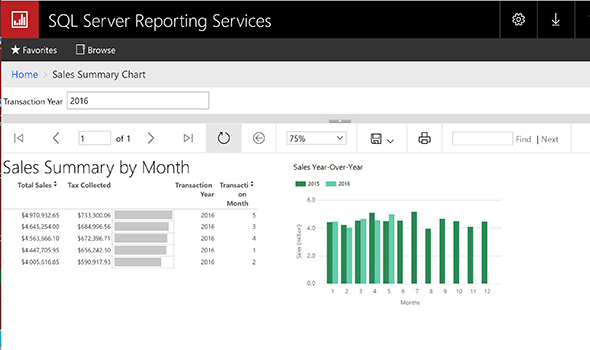 SQL Server Reporting Services
Favorites Browse
Home > Sales Summary Chart
Transaction Year 2016
1 of 1 75% Find | Next
Sales Summary by Month
Total Sales Tax Collected Transaction Year Transacti on Month
$4,970,932.65 $733,300.06 2016 5
$4,645,254.00 $684,996.56 2016 3
$4,563,666.10 $672,396.71 2016 4
$4,447,705.95 $656,242.30 2016 1
$4,005,616.85 $590,917.93 2016 2
Sales Year-Over-Year
2015 2016
Sales (million)
6.0
4.0
2.0
0.0
1 2 3 4 5 6 7 8 9 10 11 12
Months